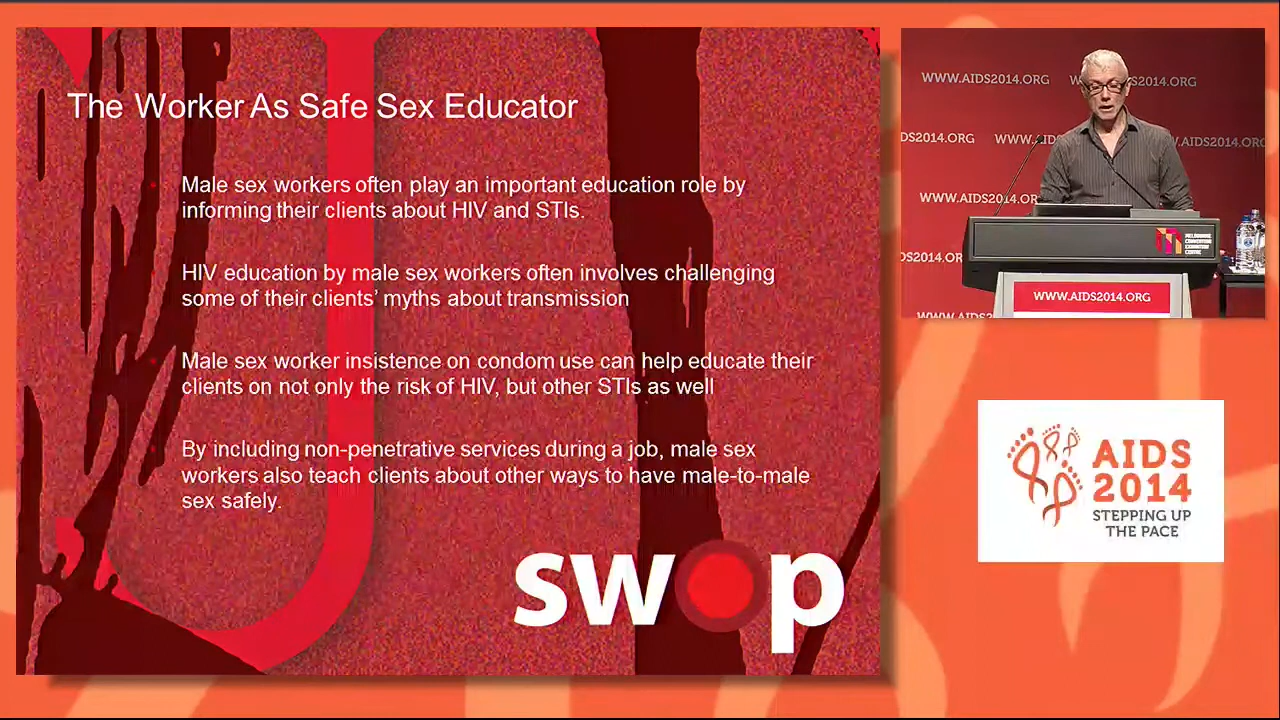 The Worker As Safe Sex Educator
Male sex workers often play an important education role by
informing their clients about HIV and STIs.
HIV education by male sex workers often involves challenging
some of their clients' myths about transmission
Male sex worker insistence on condom use can help educate their
clients on not only the risk of HIV, but other STIs as well
By including non-penetrative services during a job, male sex
workers also teach clients about other ways to have male-to-male
sex safely.
swop
WWW.AIDS2014.ORG
WWW.AIDS2014.ORG
AIDS
2014
STEPPING UP
THE PACE